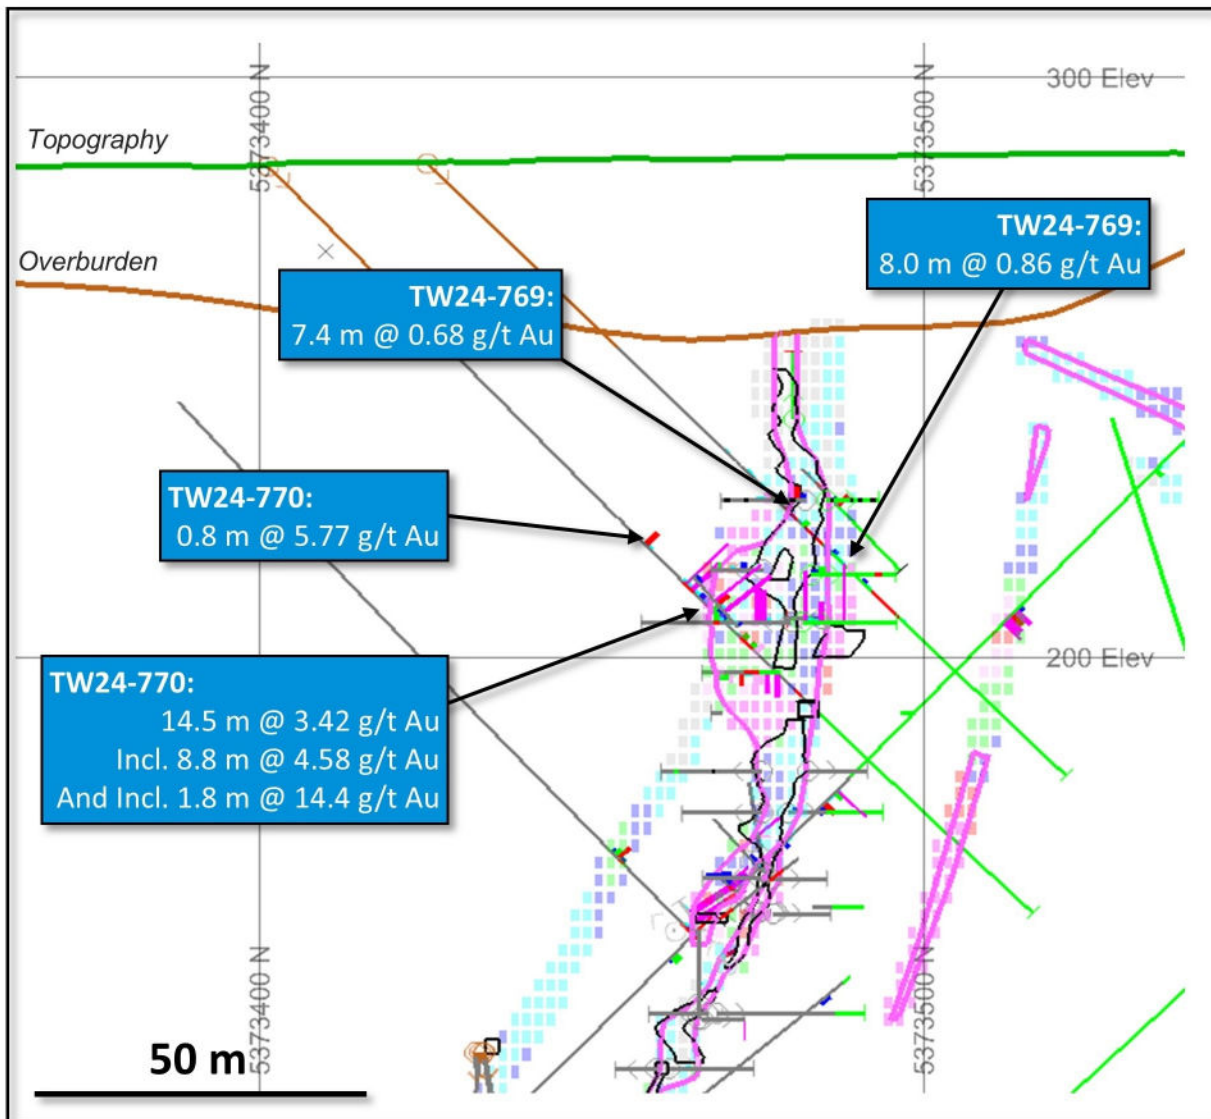 5373400 N
5373500 N
300 Elev
Topography
TW24-769:
8.0 m @ 0.86 g/t Au
Overburden
TW24-769:
7.4 m @ 0.68 g/t Au
TW24-770:
0.8 m @ 5.77 g/t Au
200 Elev
TW24-770:
14.5 m @ 3.42 g/t Au
Incl. 8.8 m @ 4.58 g/t Au
And Incl. 1.8 m @ 14.4 g/t Au
5373400 N
5373500 N
50 m